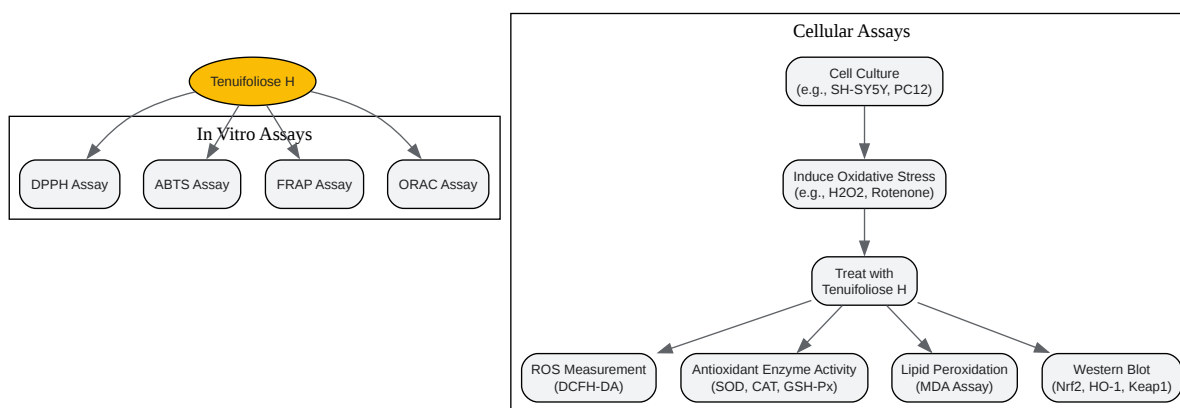 Tenuifoliose H
In Vitro Assays
DPPH Assay
ABTS Assay
FRAP Assay
ORAC Assay
Cellular Assays
Cell Culture
(e.g., SH-SY5Y, PC12)
Induce Oxidative Stress
(e.g., H2O2, Rotenone)
Treat with
Tenuifoliose H
ROS Measurement
(DCFH-DA)
Antioxidant Enzyme Activity
(SOD, CAT, GSH-Px)
Lipid Peroxidation
(MDA Assay)
Western Blot
(Nrf2, HO-1, Keap1)